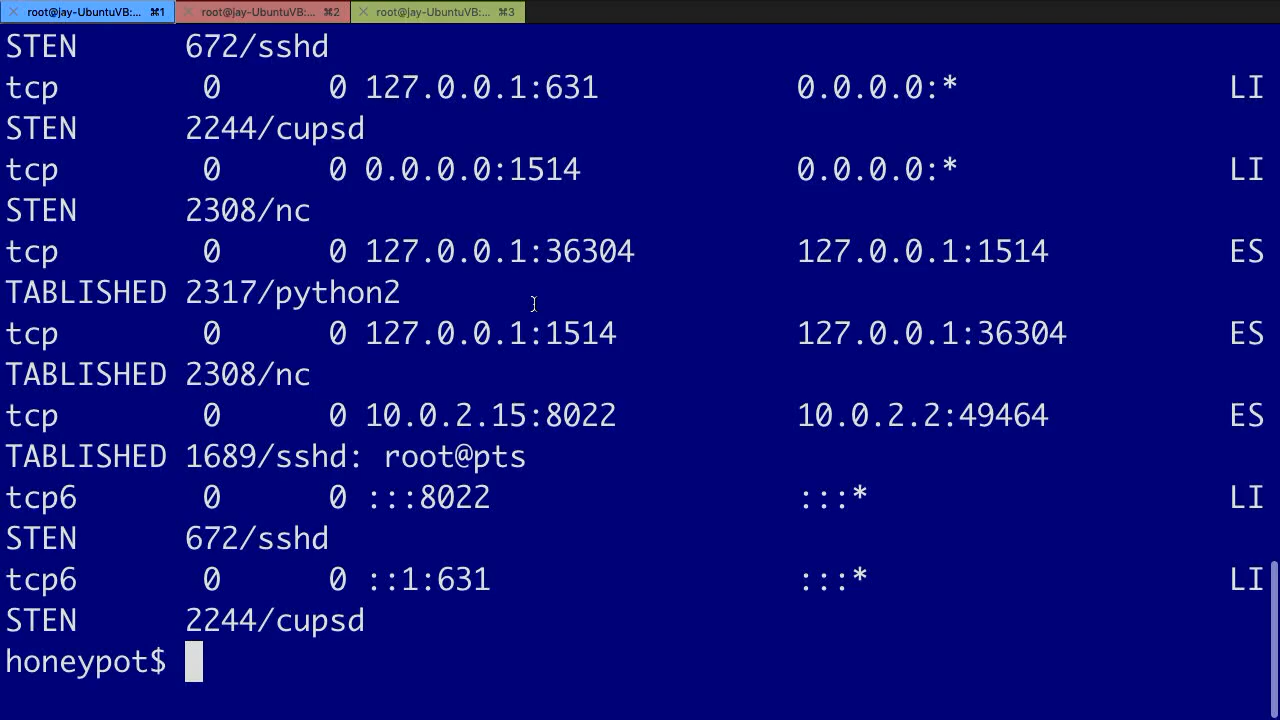 root@jay-UbuntuVB:... ⌘1 root@jay-UbuntuVB:... ⌘2 root@jay-UbuntuVB:... ⌘3
STEN 672/sshd
tcp 0 0 127.0.0.1:631 0.0.0.0:* LI
STEN 2244/cupsd
tcp 0 0 0.0.0.0:1514 0.0.0.0:* LI
STEN 2308/nc
tcp 0 0 127.0.0.1:36304 127.0.0.1:1514 ES
TABLISHED 2317/python2
tcp 0 0 127.0.0.1:1514 127.0.0.1:36304 ES
TABLISHED 2308/nc
tcp 0 0 10.0.2.15:8022 10.0.2.2:49464 ES
TABLISHED 1689/sshd: root@pts
tcp6 0 0 :::8022 :::* LI
STEN 672/sshd
tcp6 0 0 ::1:631 :::* LI
STEN 2244/cupsd
honeypot$